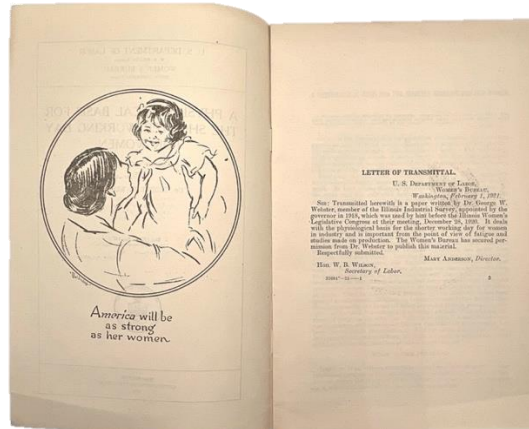 America will be
as strong
as her women
LETTER OF TRANSMITTAL.
U. S. DEPARTMENT OF LABOR,
WOMEN'S BUREAU,
Washington, February 1, 1921.
SIR: Transmitted herewith is a paper written by Dr. George W.
Webster, member of the Illinois Industrial Survey, appointed by the
governor in 1918, which was used by him before the Illinois Women's
Legislative Congress at their meeting, December 28, 1920. It deals
with the physiological basis for the shorter working day for women
in industry and is important from the point of view of fatigue and
studies made on production. The Women's Bureau has secured per-
mission from Dr. Webster to publish this material.
Respectfully submitted.
MARY ANDERSON, Director.
Hon. W. B. WILSON,
Secretary of Labor.